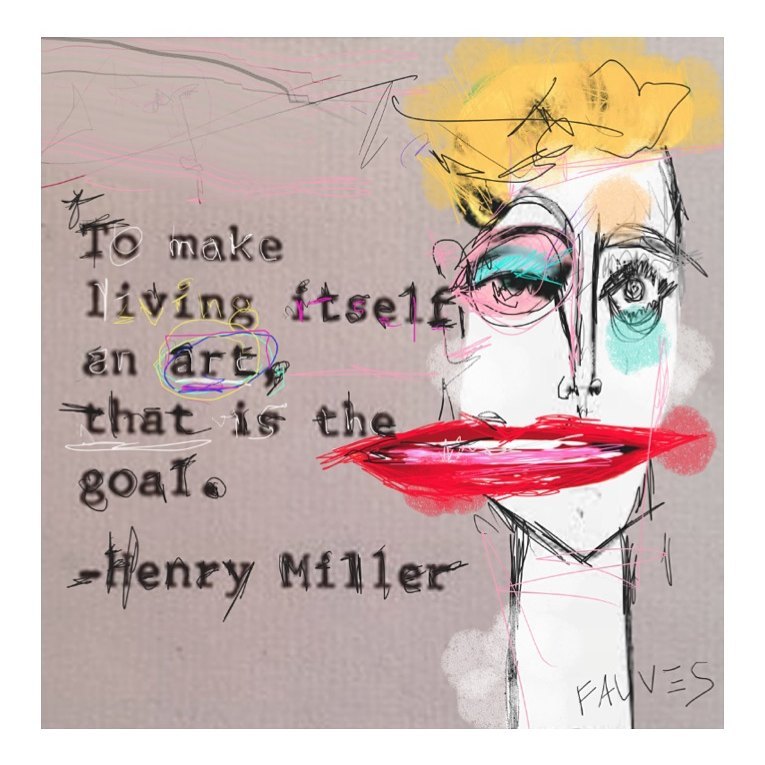 To make
living itself
an art,
that is the
goal.
-Henry Miller
FAUVES